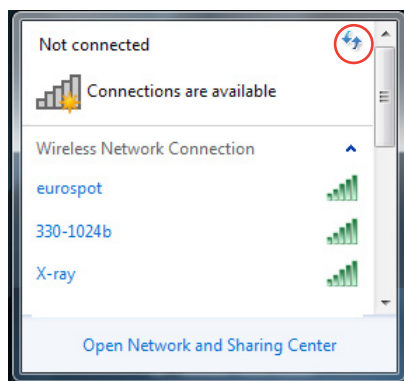 Not connected
Connections are available
Wireless Network Connection
eurospot
330-1024b
X-ray
Open Network and Sharing Center